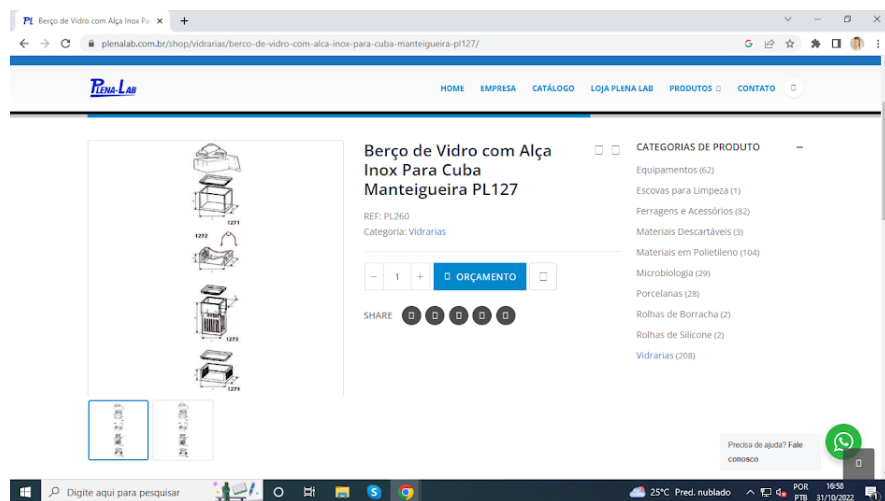 PL Berço de Vidro com Alça Inox Pa
plenalab.com.br/shop/vidrarias/berco-de-vidro-com-alca-inox-para-cuba-manteigueira-pl127/
PLENA-LAB
HOME EMPRESA CATÁLOGO LOJA PLENA LAB PRODUTOS CONTATO
1271
1272
1273
1274
Berço de Vidro com Alça
Inox Para Cuba
Manteigueira PL127
REF: PL260
Categoria: Vidrarias
- 1 + ORÇAMENTO
SHARE
CATEGORIAS DE PRODUTO
Equipamentos (62)
Escovas para Limpeza (1)
Ferragens e Acessórios (82)
Materiais Descartáveis (3)
Materiais em Polietileno (104)
Microbiologia (29)
Porcelanas (28)
Rolhas de Borracha (2)
Rolhas de Silicone (2)
Vidrarias (208)
Precisa de ajuda? Fale
conosco
Digite aqui para pesquisar
25°C Pred. nublado
POR
PTB
16:58
31/10/2022